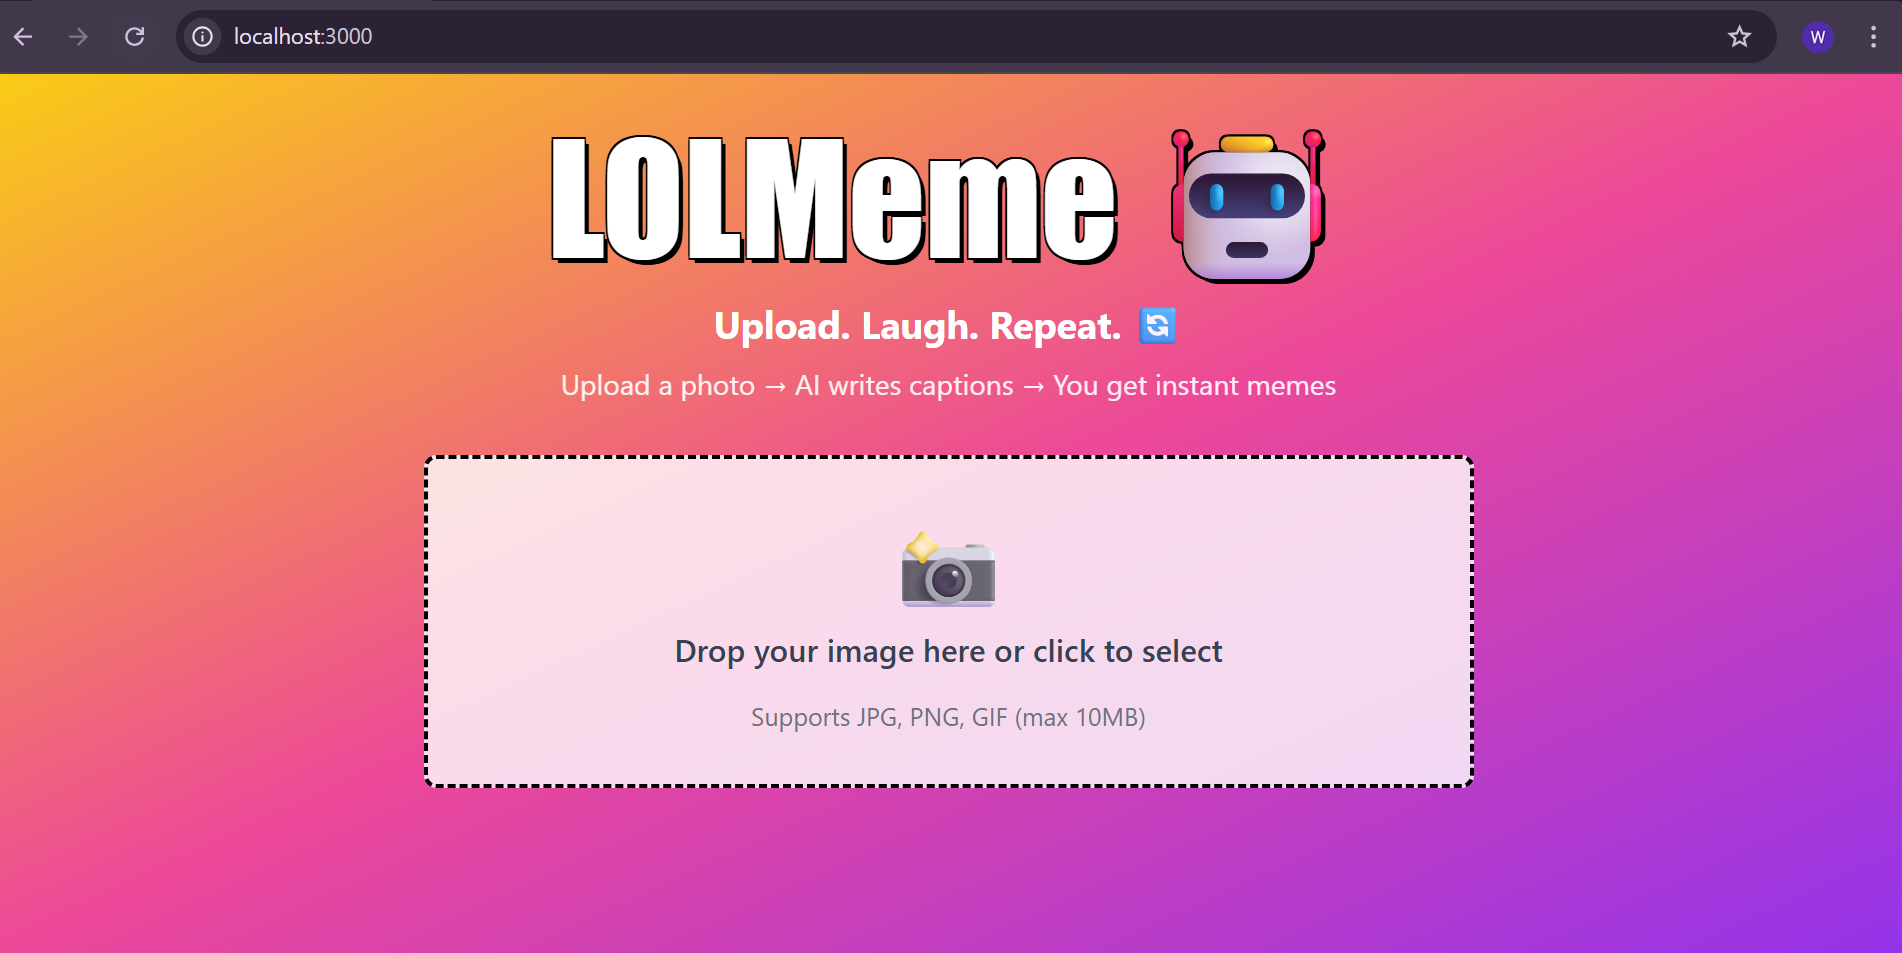 localhost:3000
W
LOLMeme
Upload. Laugh. Repeat.
Upload a photo → AI writes captions → You get instant memes
Drop your image here or click to select
Supports JPG, PNG, GIF (max 10MB)